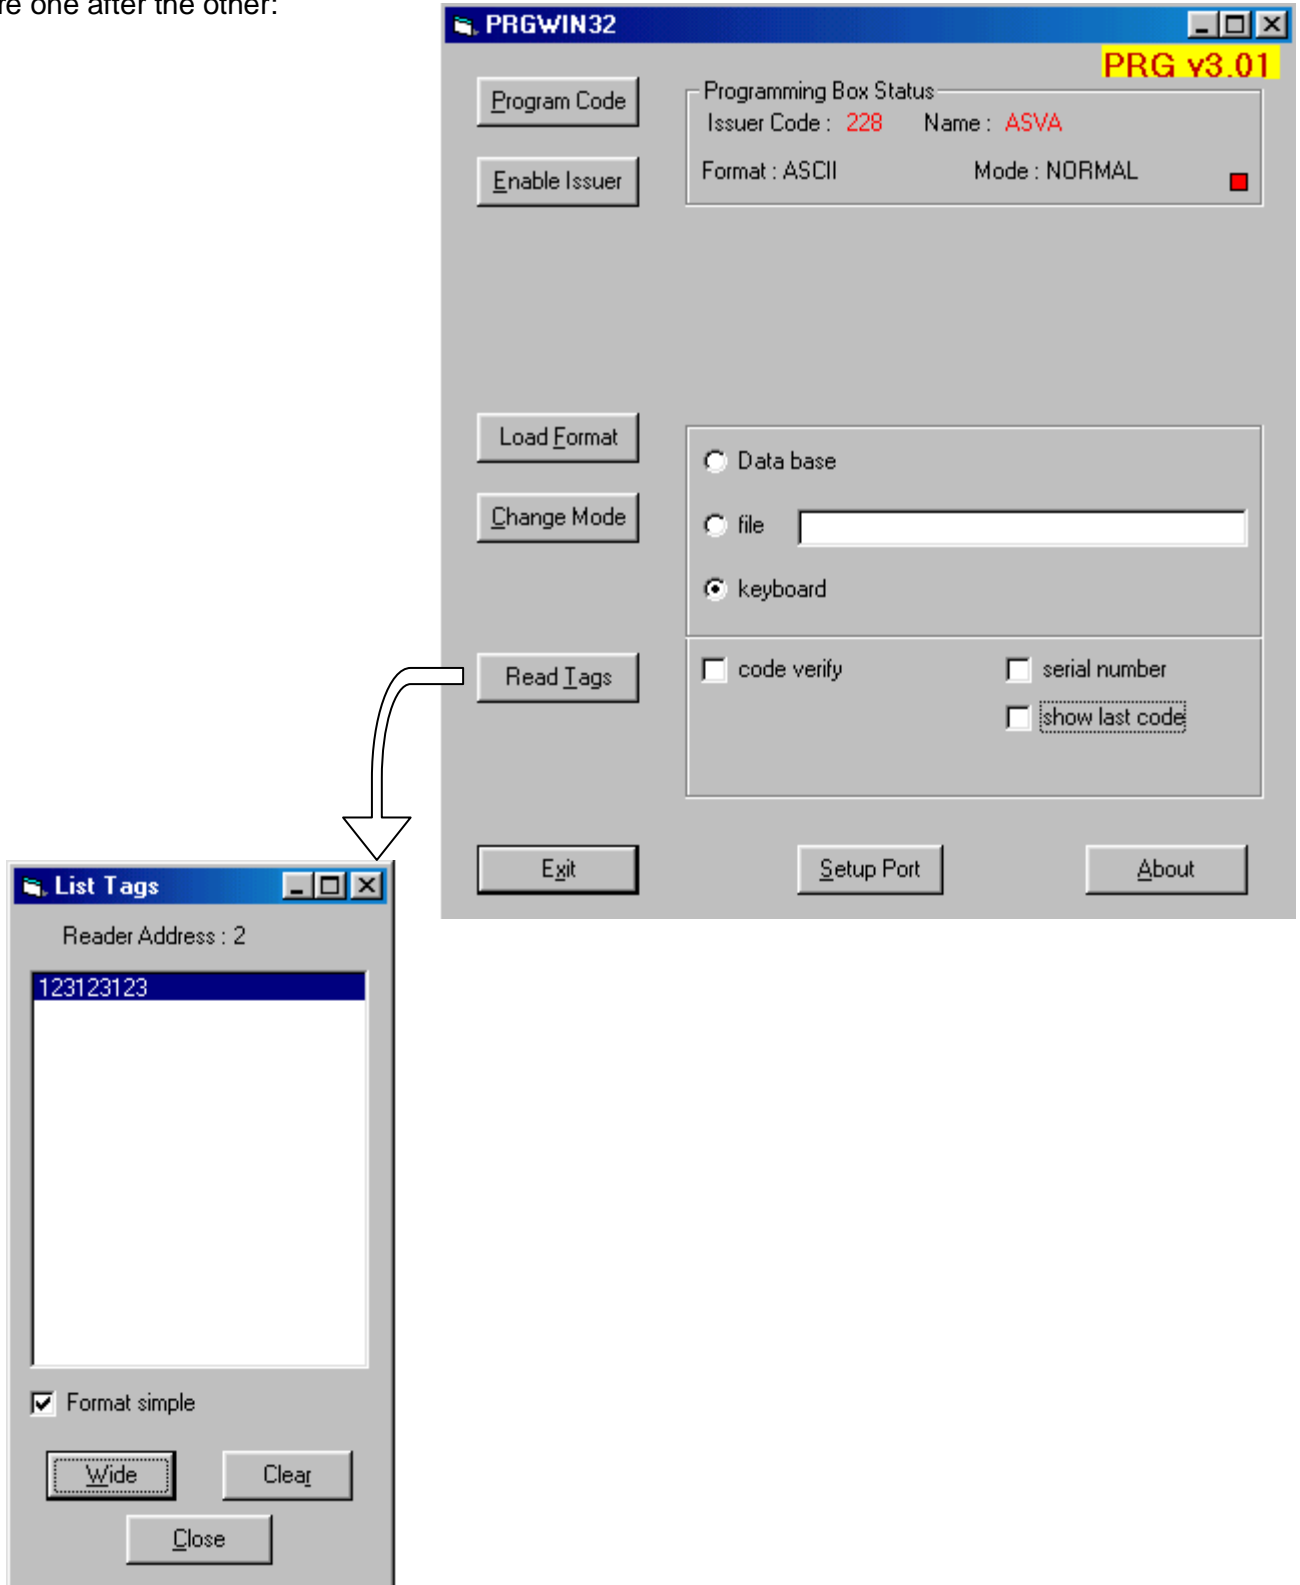 re one after the other:
PRGWIN32
PRG v3.01
Program Code
Programming Box Status
Issuer Code : 228 Name : ASVA
Enable Issuer
Format : ASCII Mode : NORMAL
Load Format
Data base
Change Mode
file
keyboard
Read Tags
code verify serial number
show last code
Exit Setup Port About
List Tags
Reader Address : 2
123123123
Format simple
Wide Clear
Close